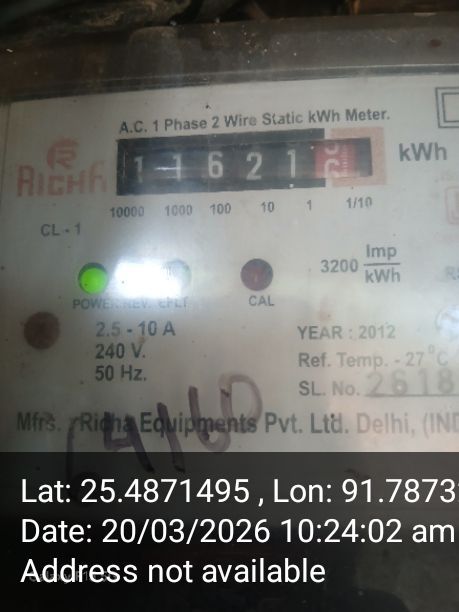 A.C. 1 Phase 2 Wire Static kWh Meter.
RICHA
1 1 6 2 1
kWh
10000 1000 100 10 1 1/10
CL - 1
3200 Imp/kWh
POWER REV. EFLT CAL
2.5 - 10 A
240 V.
50 Hz.
YEAR : 2012
Ref. Temp. - 27°C
SL. No. 2618
Mfrs. : Richa Equipments Pvt. Ltd. Delhi, (IND
64160
Lat: 25.4871495 , Lon: 91.7873
Date: 20/03/2026 10:24:02 am
Address not available